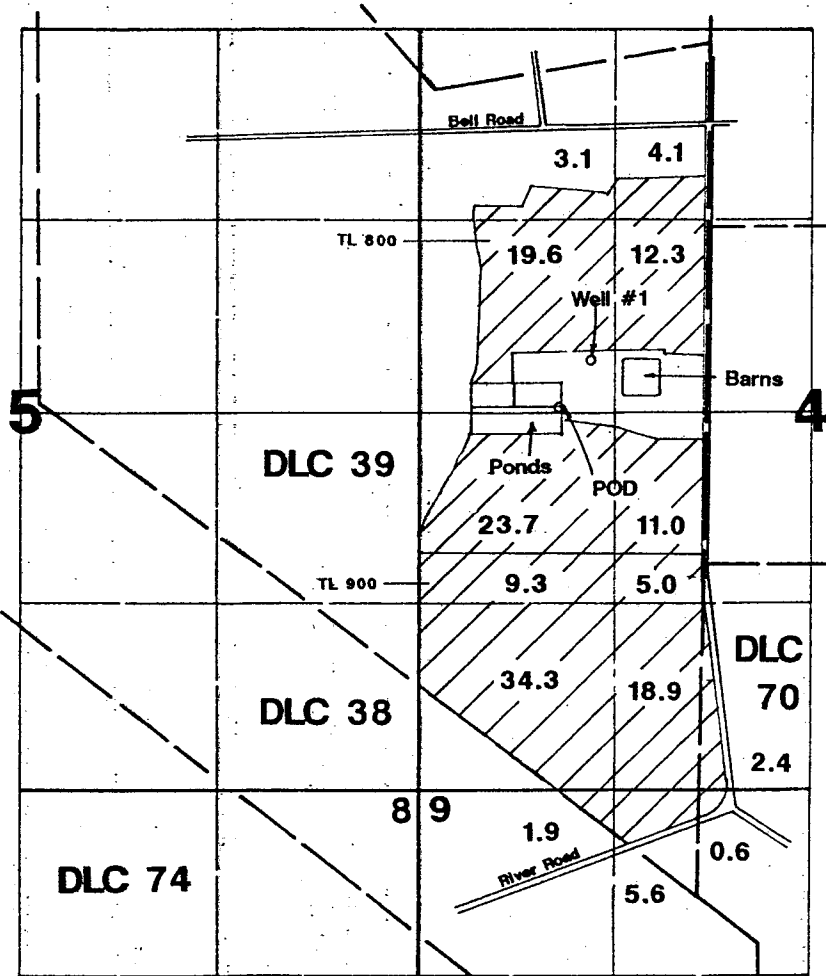 Bell Road
3.1
4.1
TL 800
19.6
12.3
Well #1
Barns
5
4
DLC 39
Ponds
POD
23.7
11.0
TL 900
9.3
5.0
DLC
70
34.3
18.9
DLC 38
2.4
8 9
1.9
River Road
0.6
DLC 74
5.6